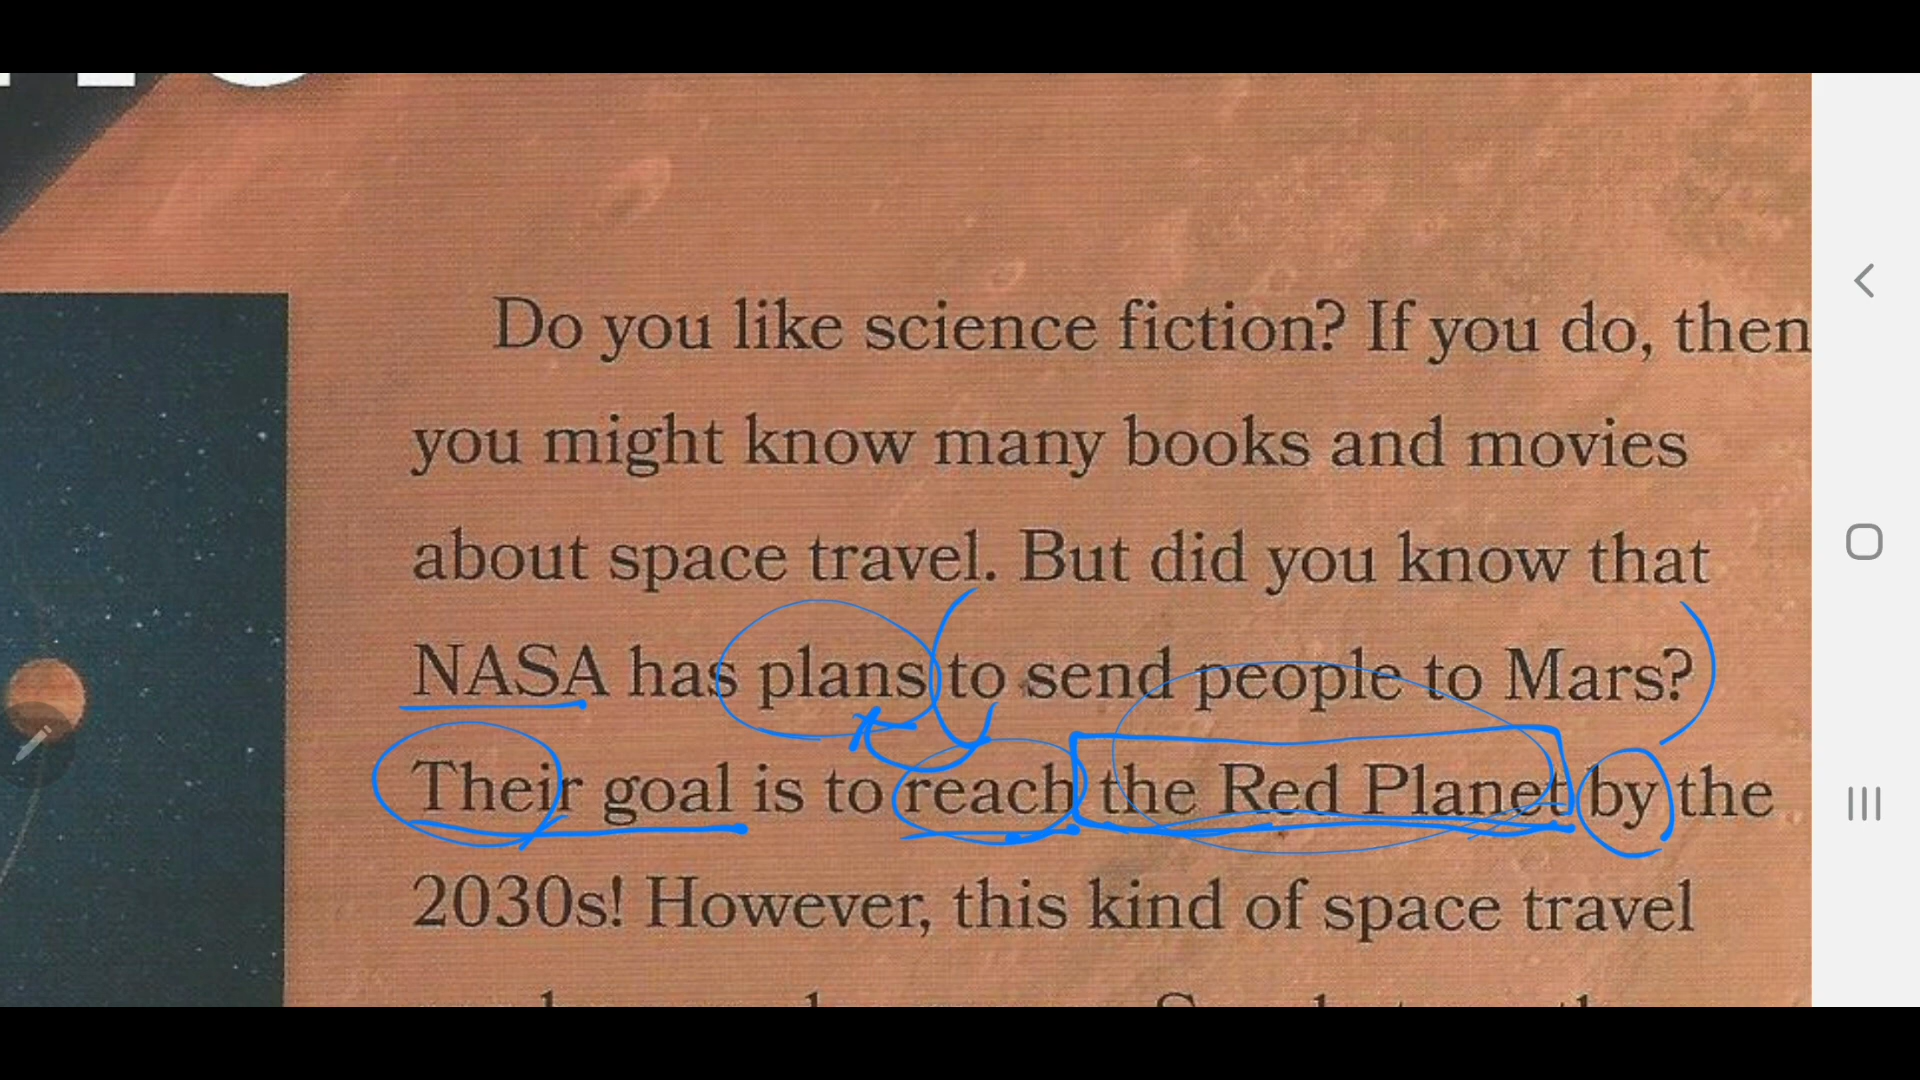 Do you like science fiction? If you do, then
you might know many books and movies
about space travel. But did you know that
NASA has plans to send people to Mars?
Their goal is to reach the Red Planet by the
2030s! However, this kind of space travel